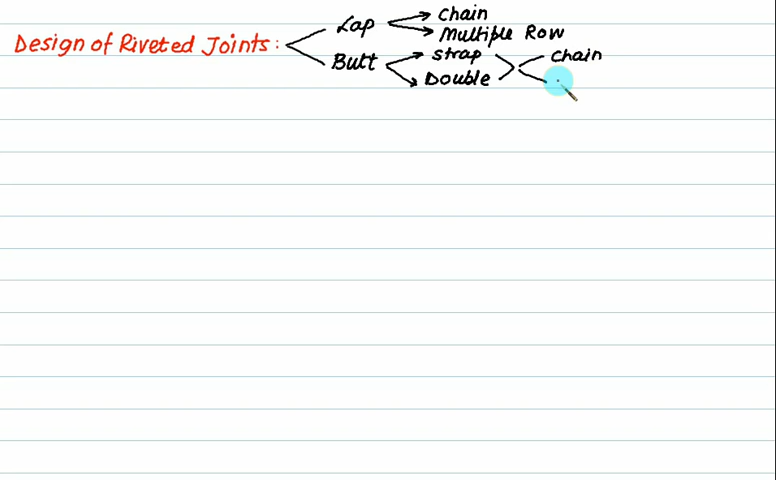 Design of Riveted Joints:
Lap
Chain
Multiple Row
Butt
Strap
Double
Chain